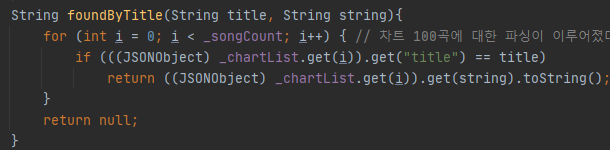 String foundByTitle(String title, String string){
    for (int i = 0; i < _songCount; i++) { // 차트 100곡에 대한 파싱이 이루어졌다
        if (((JSONObject) _chartList.get(i)).get("title") == title)
            return ((JSONObject) _chartList.get(i)).get(string).toString();
    }
    return null;
}